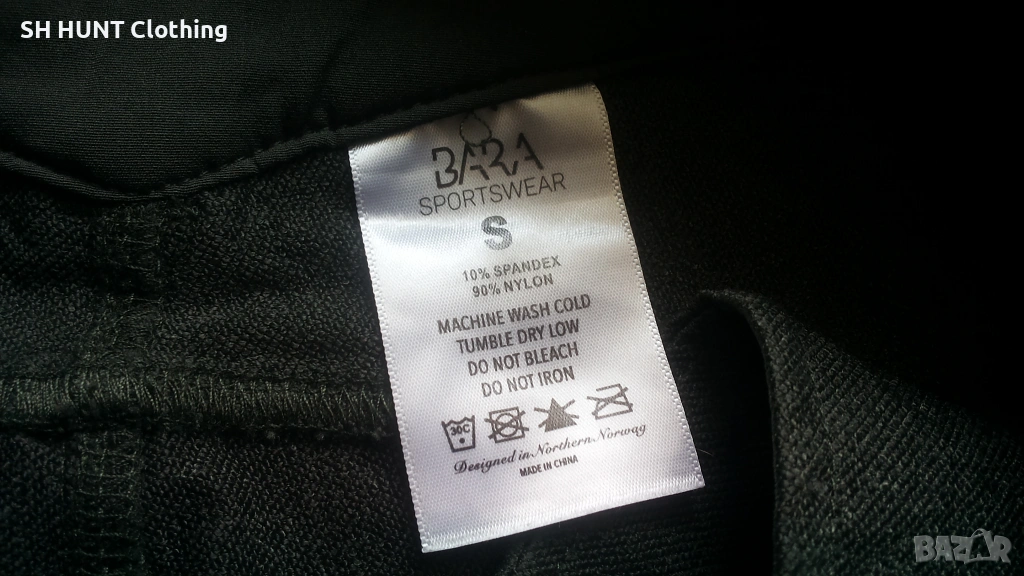 SH HUNT Clothing
BARA
SPORTSWEAR
S
10% SPANDEX
90% NYLON
MACHINE WASH COLD
TUMBLE DRY LOW
DO NOT BLEACH
DO NOT IRON
30C
Designed in Northern Norway
MADE IN CHINA
BAZAR